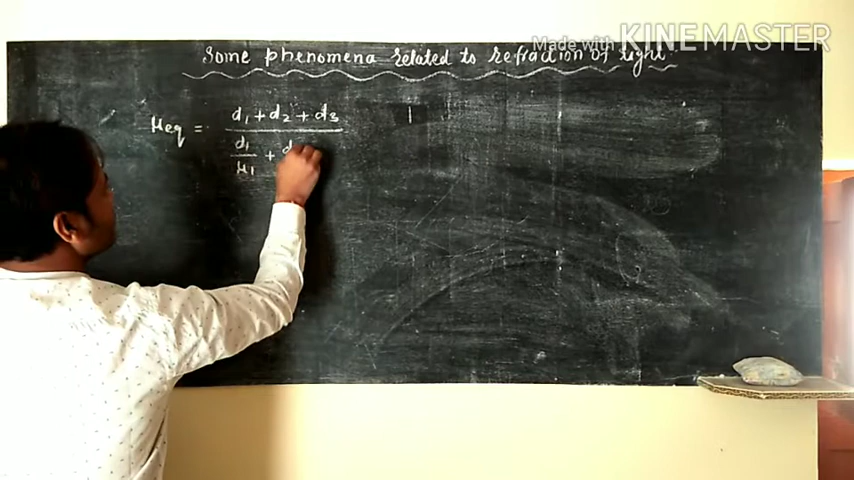 Made with KINEMASTER
Some phenomena related to refraction of light
μeq = d₁ + d₂ + d₃
d₁ + d
μ₁